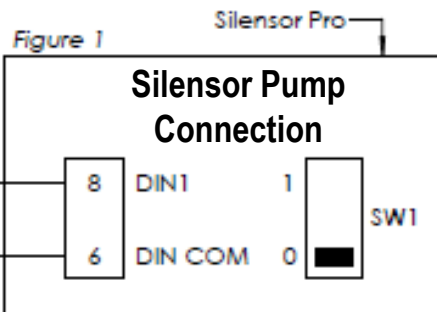 Silensor Pro
Figure 1
Silensor Pump
Connection
8 DIN1 1
SW1
6 DIN COM 0